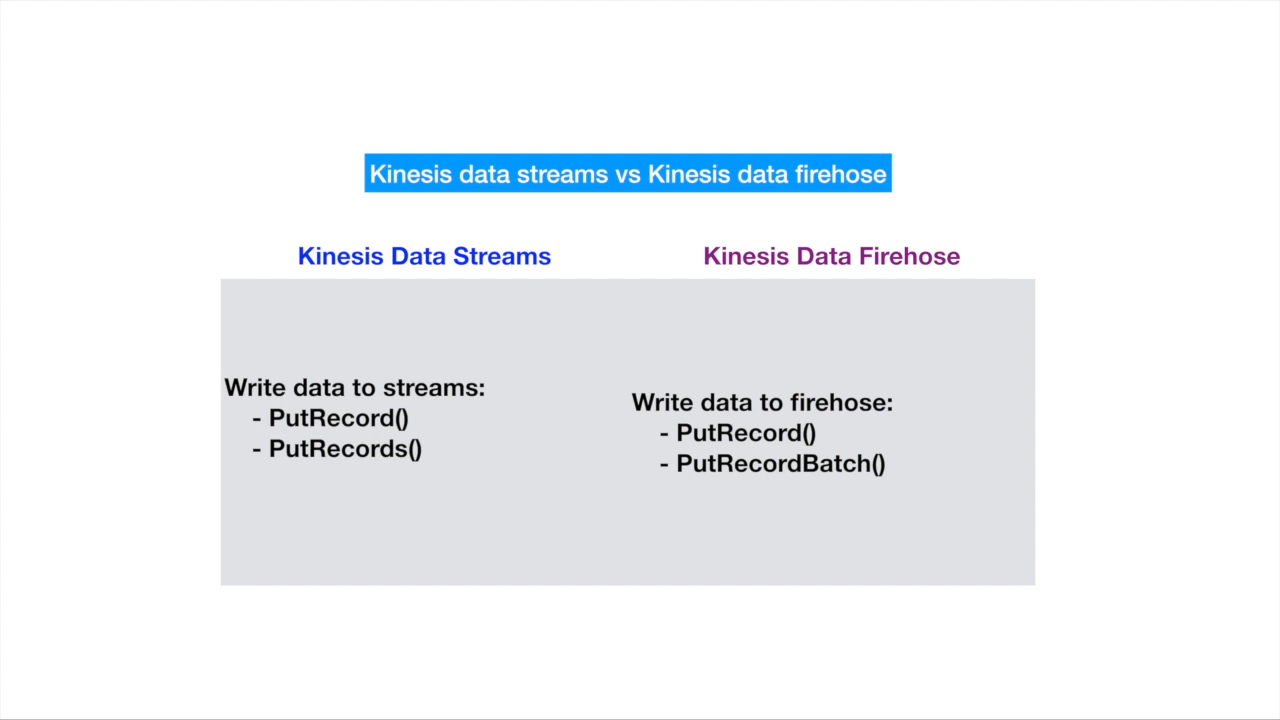 Kinesis data streams vs Kinesis data firehose
Kinesis Data Streams
Kinesis Data Firehose
Write data to streams:
- PutRecord()
- PutRecords()
Write data to firehose:
- PutRecord()
- PutRecordBatch()